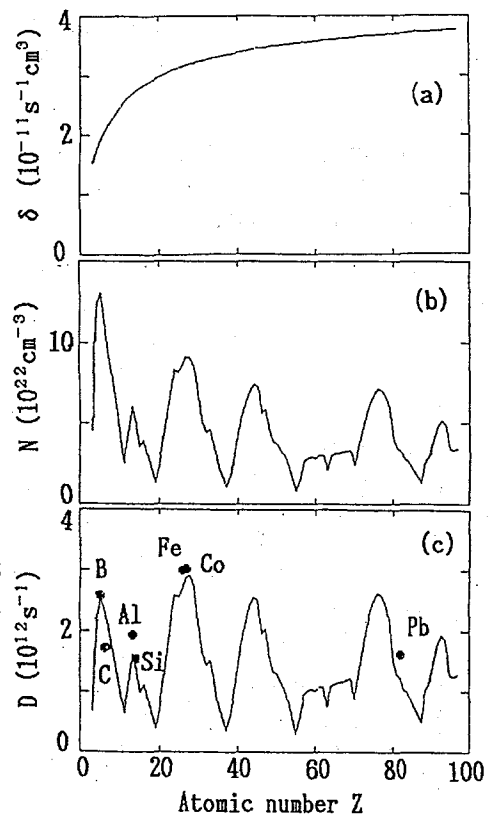 4
2
0
δ (10⁻¹¹s⁻¹cm³)
(a)
10
0
N (10²²cm⁻³)
(b)
4
2
0
D (10¹²s⁻¹)
(c)
Fe
Co
B
Al
C
Si
Pb
0 20 40 60 80 100
Atomic number Z